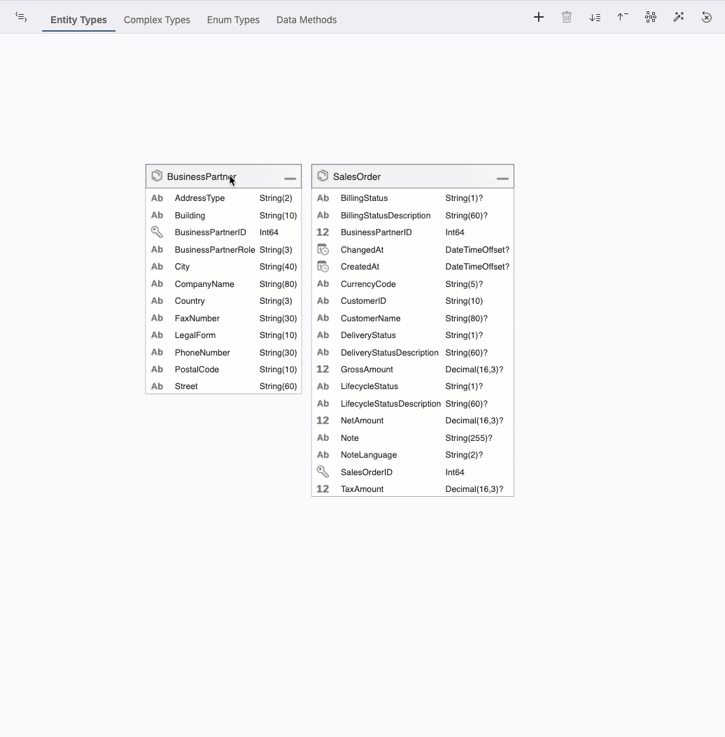 Entity Types Complex Types Enum Types Data Methods
BusinessPartner
Ab AddressType String(2)
Ab Building String(10)
BusinessPartnerID Int64
Ab BusinessPartnerRole String(3)
Ab City String(40)
Ab CompanyName String(80)
Ab Country String(3)
Ab FaxNumber String(30)
Ab LegalForm String(10)
Ab PhoneNumber String(30)
Ab PostalCode String(10)
Ab Street String(60)
SalesOrder
Ab BillingStatus String(1)?
Ab BillingStatusDescription String(60)?
12 BusinessPartnerID Int64
ChangedAt DateTimeOffset?
CreatedAt DateTimeOffset?
Ab CurrencyCode String(5)?
Ab CustomerID String(10)
Ab CustomerName String(80)?
Ab DeliveryStatus String(1)?
Ab DeliveryStatusDescription String(60)?
12 GrossAmount Decimal(16,3)?
Ab LifecycleStatus String(1)?
Ab LifecycleStatusDescription String(60)?
12 NetAmount Decimal(16,3)?
Ab Note String(255)?
Ab NoteLanguage String(2)?
SalesOrderID Int64
12 TaxAmount Decimal(16,3)?